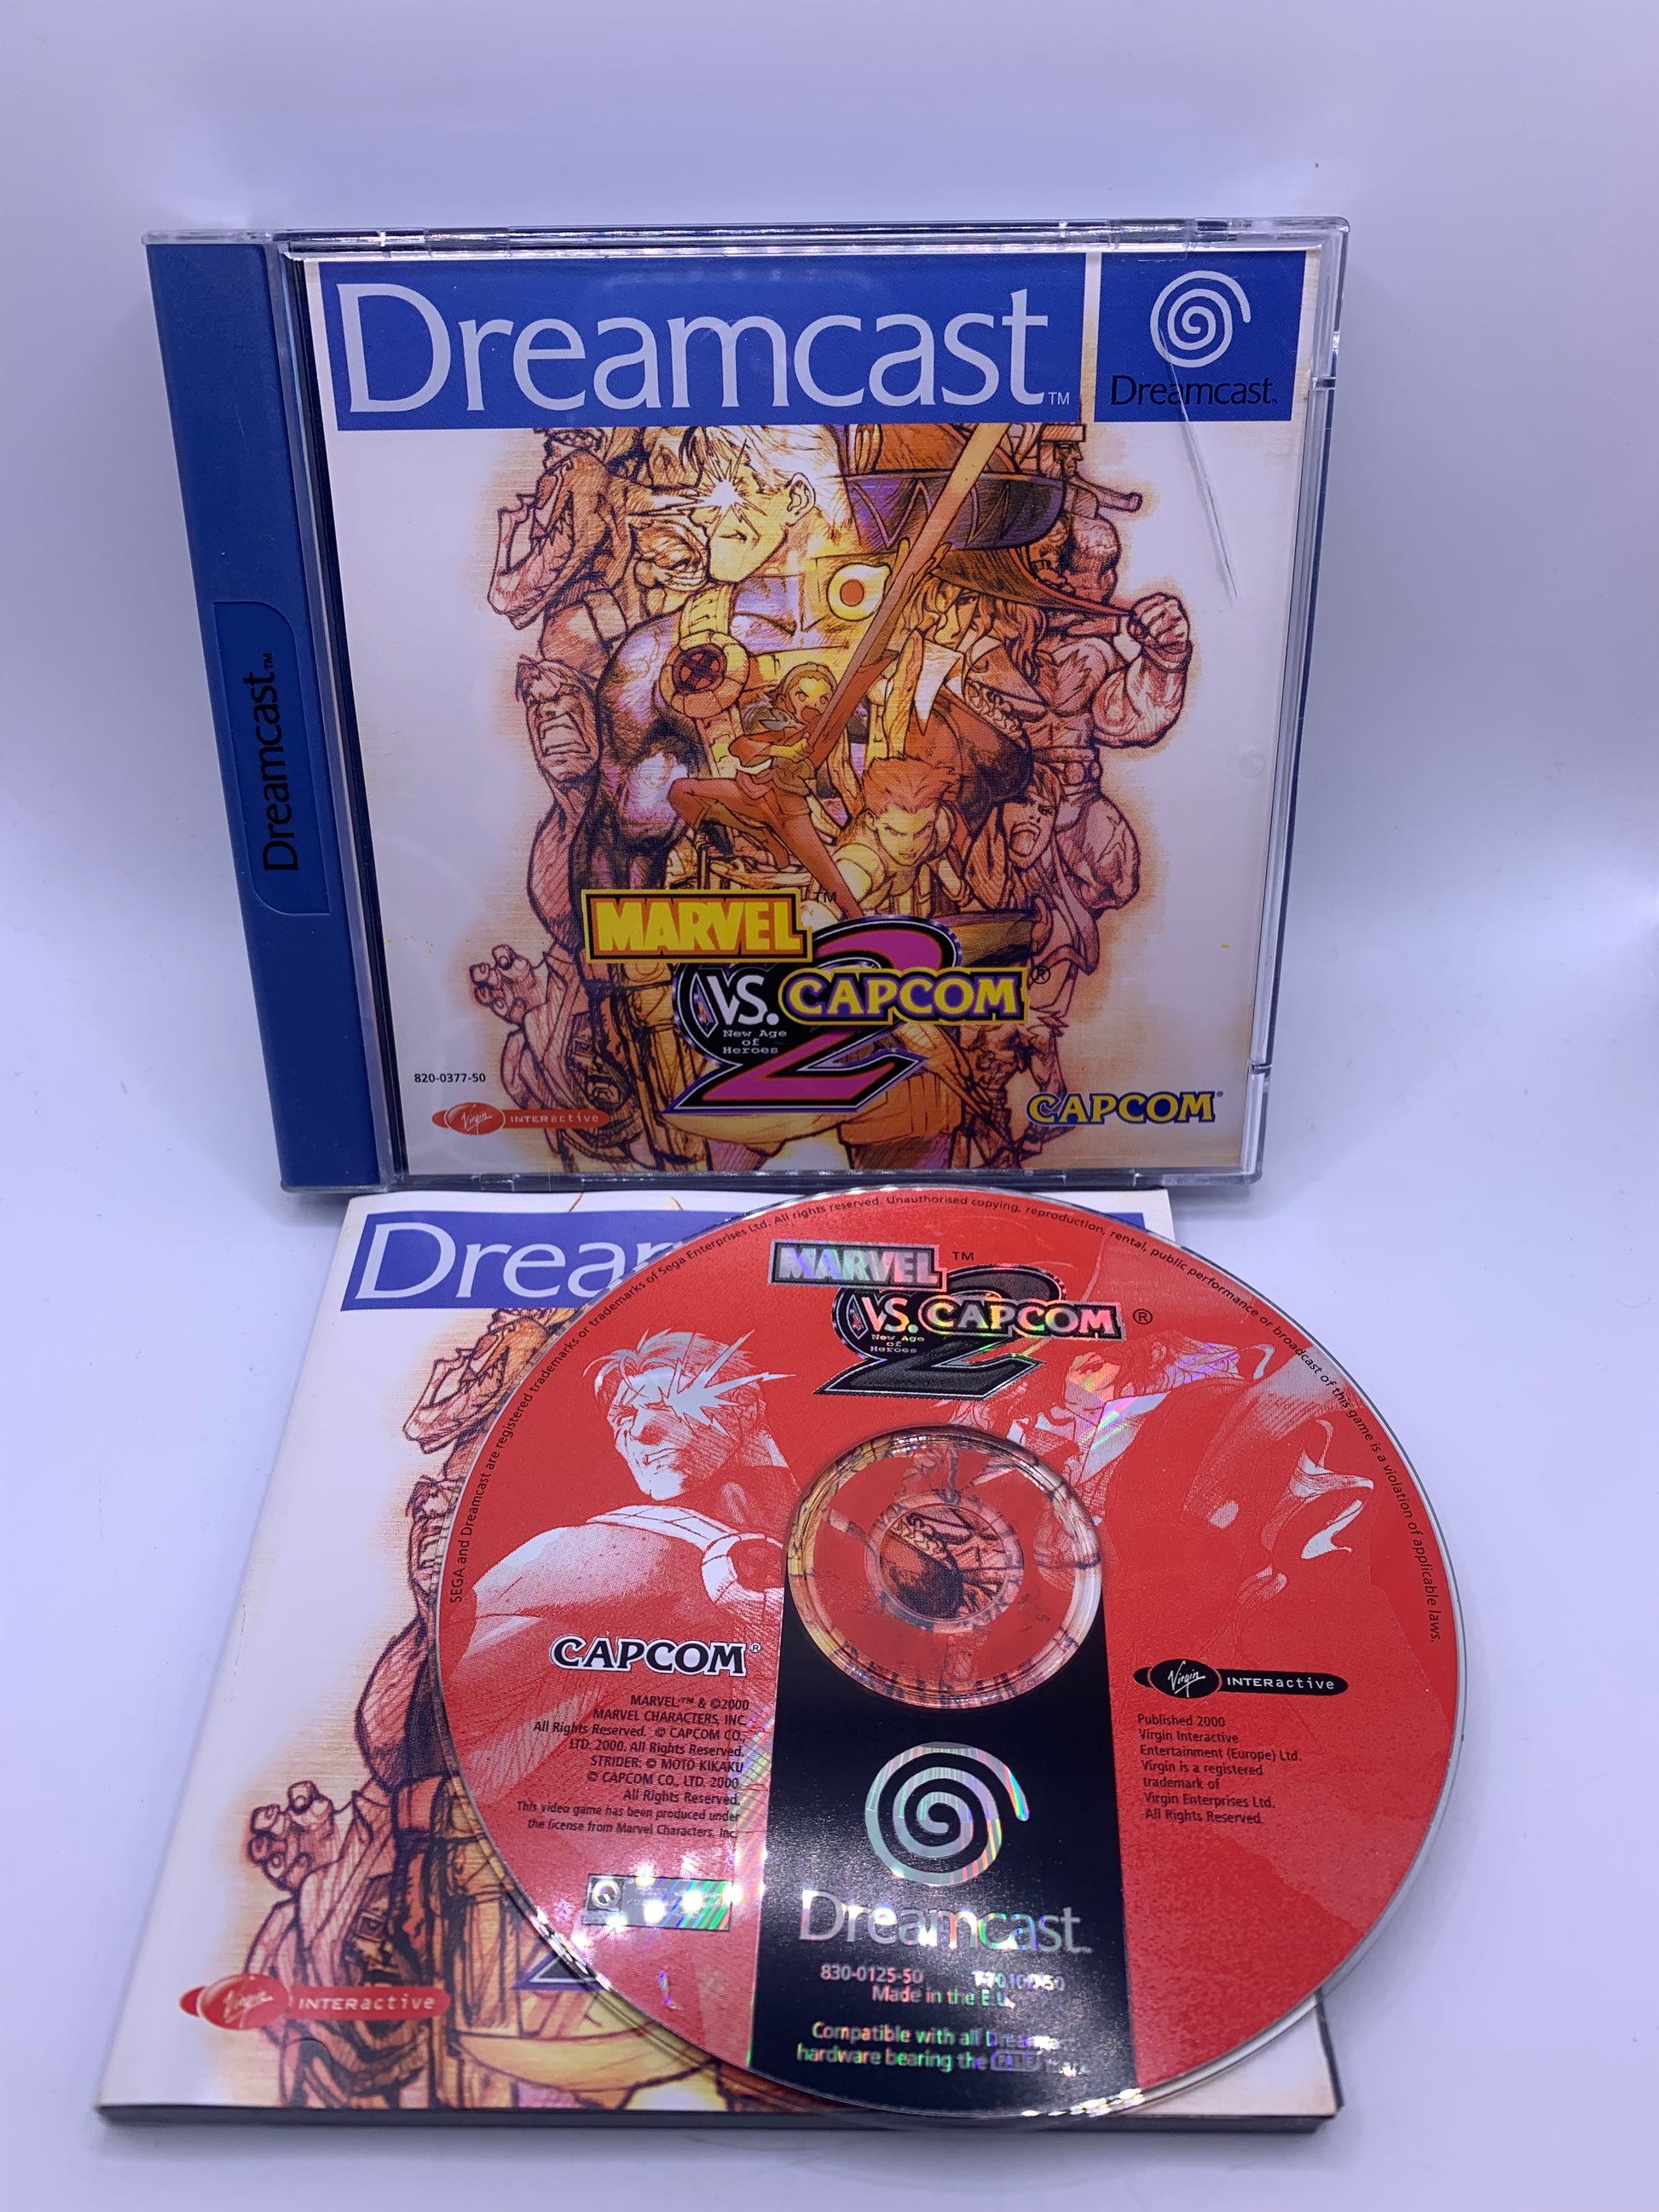 Dreamcast™
Dreamcast™
Dreamcast™
MARVEL™
VS. CAPCOM®
2
New Age
of
Heroes
820-0377-50
Virgin INTERactive
CAPCOM®
Virgin INTERactive
SEGA and Dreamcast are registered trademarks or trademarks of Sega Enterprises Ltd. All rights reserved. Unauthorised copying, reproduction, rental, public performance or broadcast of this game is a violation of applicable laws.
MARVEL™
VS. CAPCOM®
2
New Age
of
Heroes
CAPCOM®
MARVEL:™ & ©2000
MARVEL CHARACTERS, INC.
All Rights Reserved. © CAPCOM CO.,
LTD. 2000. All Rights Reserved.
STRIDER: © MOTO KIKAKU
© CAPCOM CO., LTD. 2000.
All Rights Reserved.
This video game has been produced under
the license from Marvel Characters, Inc.
Virgin INTERactive
Published 2000
Virgin Interactive
Entertainment (Europe) Ltd.
Virgin is a registered
trademark of
Virgin Enterprises Ltd.
All Rights Reserved.
Dreamcast
830-0125-50
Made in the E.U.
Compatible with all
hardware bearing the